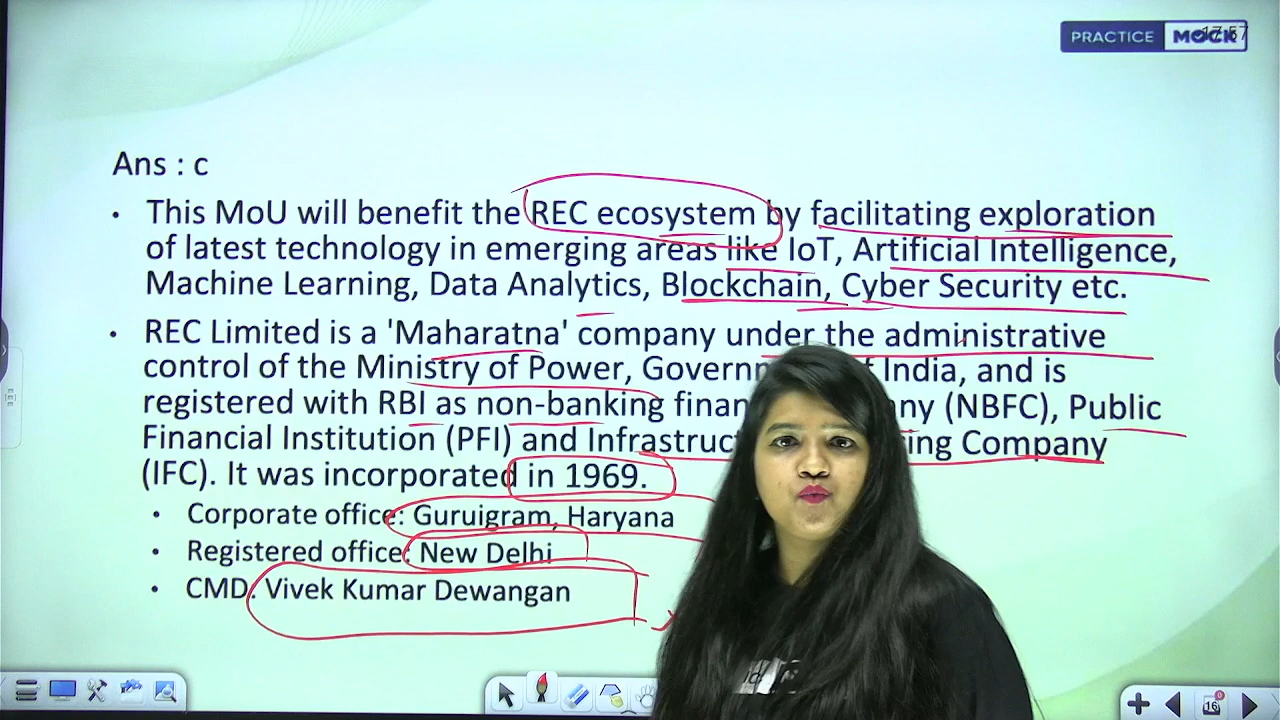 PRACTICE MOCK
17:57
Ans : c
• This MoU will benefit the REC ecosystem by facilitating exploration
of latest technology in emerging areas like IoT, Artificial Intelligence,
Machine Learning, Data Analytics, Blockchain, Cyber Security etc.
• REC Limited is a 'Maharatna' company under the administrative
control of the Ministry of Power, India, and is
registered with RBI as non-banking (NBFC), Public
Financial Institution (PFI) and Company
(IFC). It was incorporated in 1969.
• Corporate office: Guruigram, Haryana
• Registered office: New Delhi
• CMD: Vivek Kumar Dewangan
16